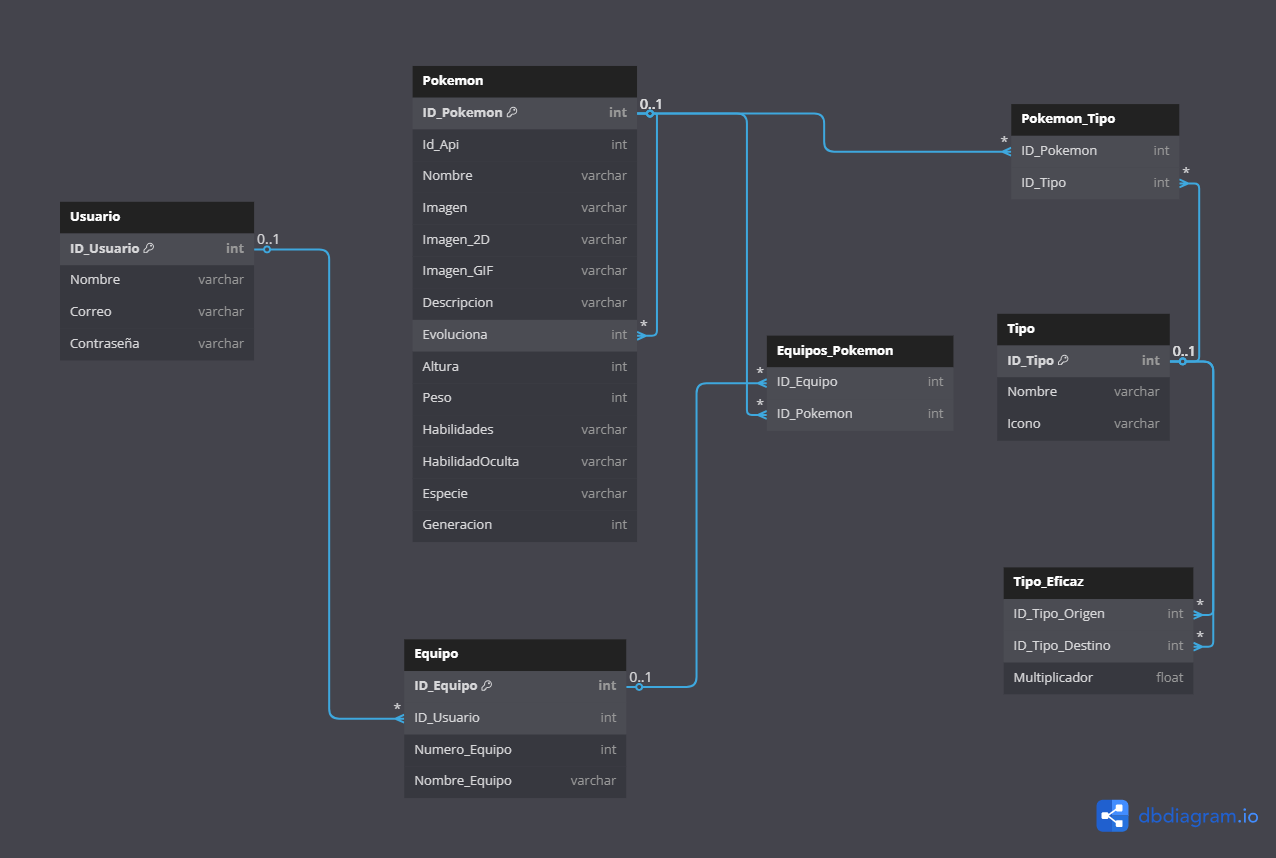 Pokemon
ID_Pokemon int
Id_Api int
Nombre varchar
Imagen varchar
Imagen_2D varchar
Imagen_GIF varchar
Descripcion varchar
Evoluciona int
Altura int
Peso int
Habilidades varchar
HabilidadOculta varchar
Especie varchar
Generacion int
0..1
*
Usuario
ID_Usuario int
Nombre varchar
Correo varchar
Contraseña varchar
0..1
Pokemon_Tipo
* ID_Pokemon int
ID_Tipo int *
Equipos_Pokemon
* ID_Equipo int
* ID_Pokemon int
Tipo
ID_Tipo int 0..1
Nombre varchar
Icono varchar
Tipo_Eficaz
ID_Tipo_Origen int *
ID_Tipo_Destino int *
Multiplicador float
Equipo
ID_Equipo int 0..1
* ID_Usuario int
Numero_Equipo int
Nombre_Equipo varchar
dbdiagram.io